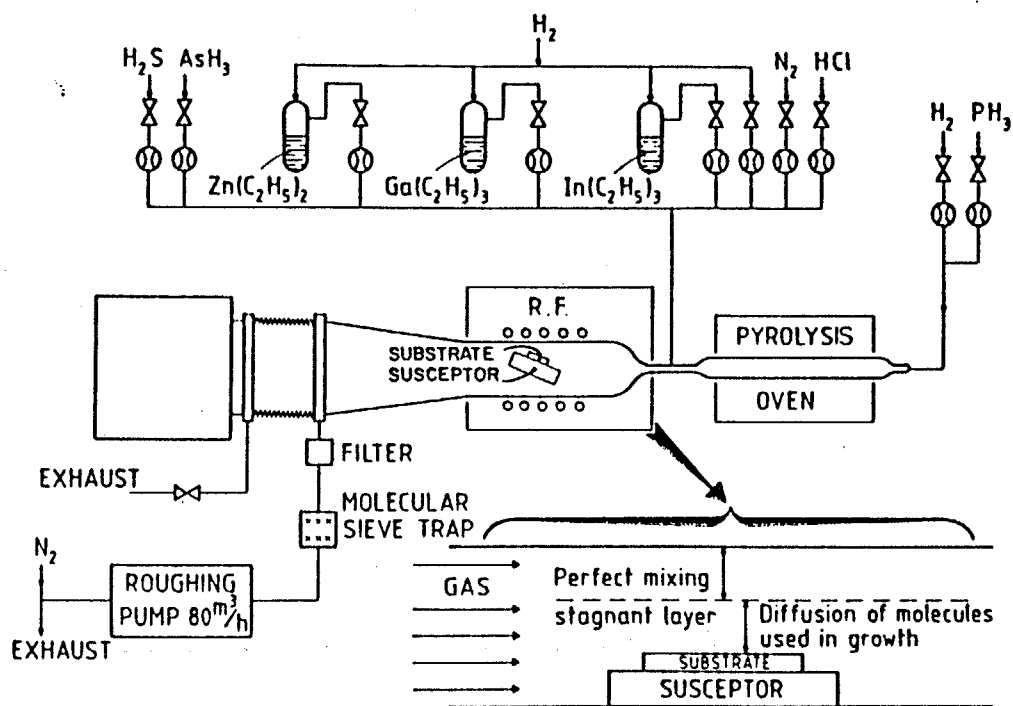 H₂
H₂S AsH₃
N₂ HCl
H₂ PH₃
Zn(C₂H₅)₂
Ga(C₂H₅)₃
In(C₂H₅)₃
R.F.
SUBSTRATE
SUSCEPTOR
PYROLYSIS
OVEN
FILTER
EXHAUST
MOLECULAR
SIEVE TRAP
N₂
ROUGHING
PUMP 80 m³/h
EXHAUST
GAS
Perfect mixing
stagnant layer
Diffusion of molecules
used in growth
SUBSTRATE
SUSCEPTOR